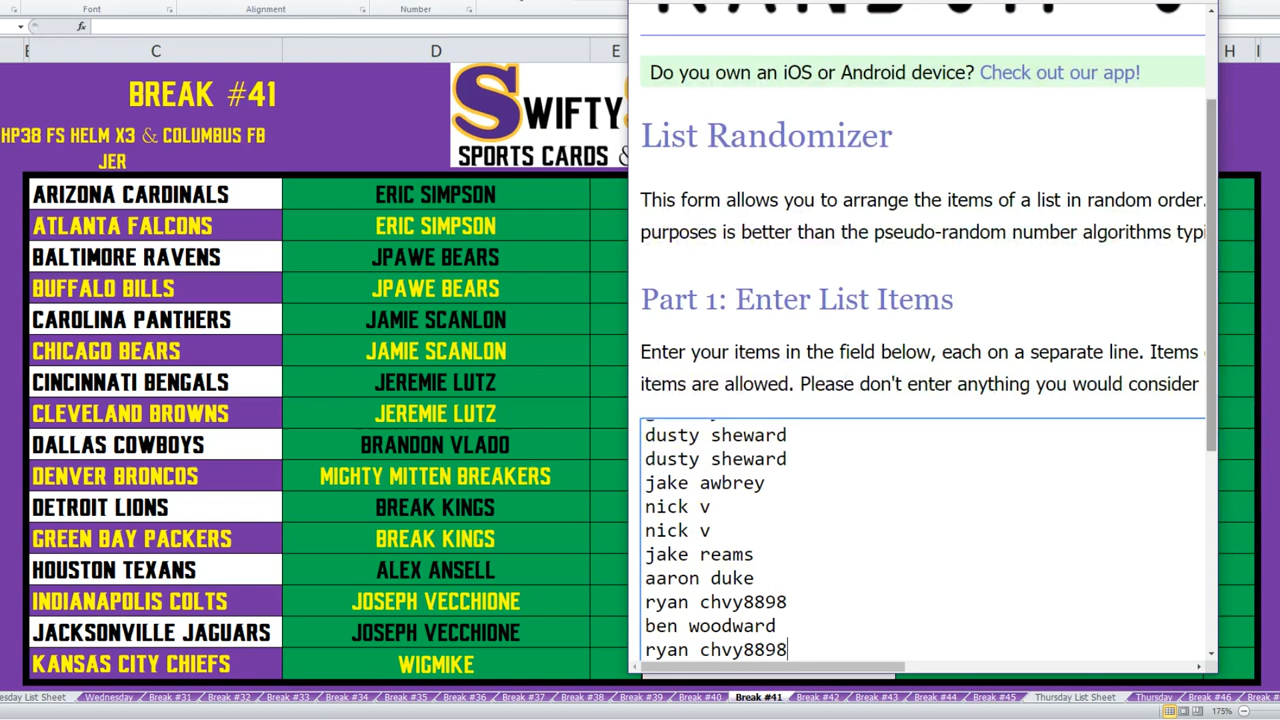 Font
Alignment
Number
fx
C
D
E
H
I
BREAK #41
HP38 FS HELM X3 & COLUMBUS FB
JER
SWIFTY
SPORTS CARDS &
ARIZONA CARDINALS ERIC SIMPSON
ATLANTA FALCONS ERIC SIMPSON
BALTIMORE RAVENS JPAWE BEARS
BUFFALO BILLS JPAWE BEARS
CAROLINA PANTHERS JAMIE SCANLON
CHICAGO BEARS JAMIE SCANLON
CINCINNATI BENGALS JEREMIE LUTZ
CLEVELAND BROWNS JEREMIE LUTZ
DALLAS COWBOYS BRANDON VLADO
DENVER BRONCOS MIGHTY MITTEN BREAKERS
DETROIT LIONS BREAK KINGS
GREEN BAY PACKERS BREAK KINGS
HOUSTON TEXANS ALEX ANSELL
INDIANAPOLIS COLTS JOSEPH VECCHIONE
JACKSONVILLE JAGUARS JOSEPH VECCHIONE
KANSAS CITY CHIEFS WIGMIKE
Do you own an iOS or Android device? Check out our app!
List Randomizer
This form allows you to arrange the items of a list in random order.
purposes is better than the pseudo-random number algorithms typi
Part 1: Enter List Items
Enter your items in the field below, each on a separate line. Items
items are allowed. Please don't enter anything you would consider
dusty sheward
dusty sheward
jake awbrey
nick v
nick v
jake reams
aaron duke
ryan chvy8898
ben woodward
ryan chvy8898
esday List Sheet Wednesday Break #31 Break #32 Break #33 Break #34 Break #35 Break #36 Break #37 Break #38 Break #39 Break #40 Break #41 Break #42 Break #43 Break #44 Break #45 Thursday List Sheet Thursday Break #46 Break #
175%